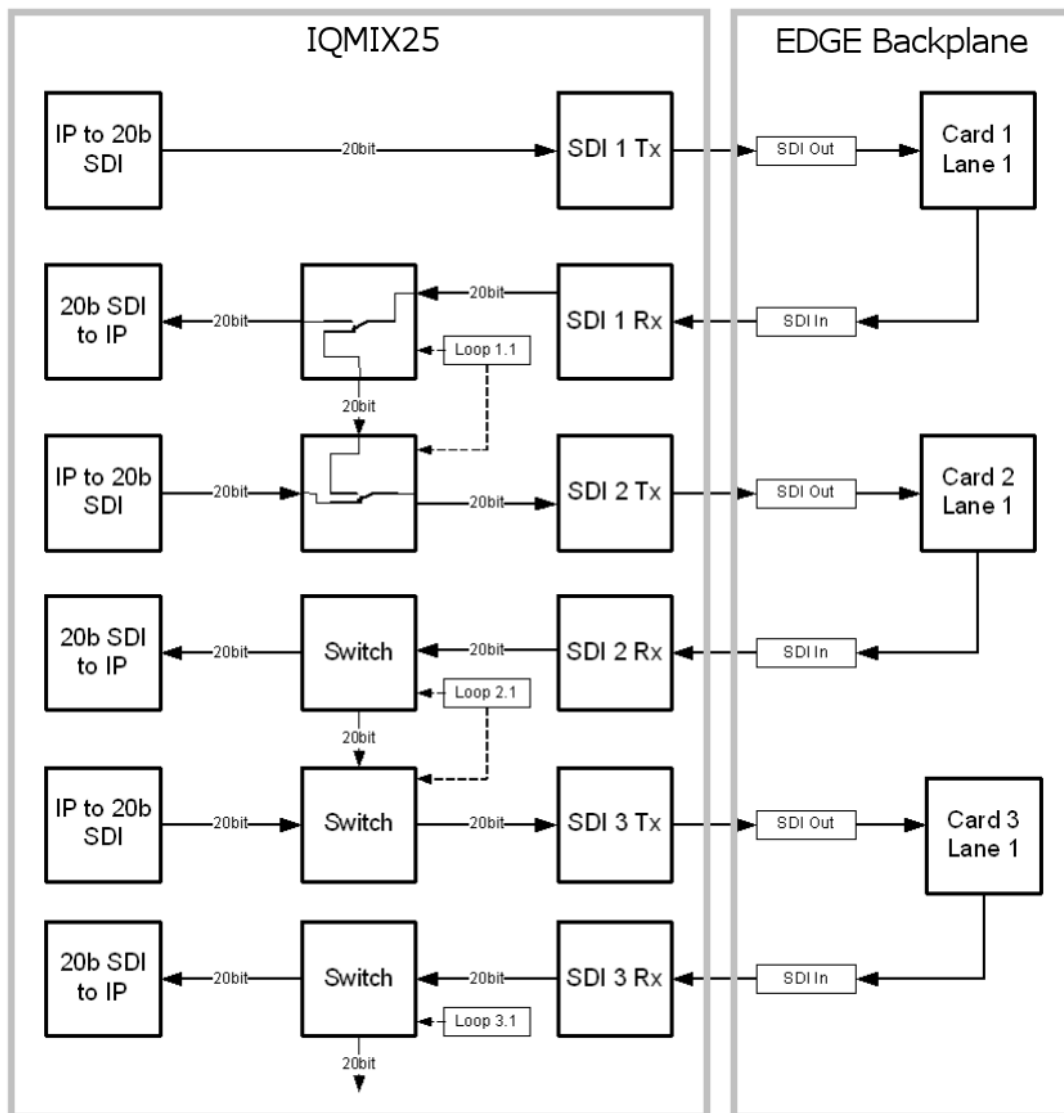 IQMIX25
EDGE Backplane
IP to 20b
SDI
20bit
SDI 1 Tx
SDI Out
Card 1
Lane 1
20b SDI
to IP
20bit
20bit
SDI 1 Rx
SDI In
Loop 1.1
20bit
IP to 20b
SDI
20bit
20bit
SDI 2 Tx
SDI Out
Card 2
Lane 1
20b SDI
to IP
20bit
Switch
20bit
SDI 2 Rx
SDI In
Loop 2.1
20bit
IP to 20b
SDI
20bit
Switch
20bit
SDI 3 Tx
SDI Out
Card 3
Lane 1
20b SDI
to IP
20bit
Switch
20bit
SDI 3 Rx
SDI In
Loop 3.1
20bit